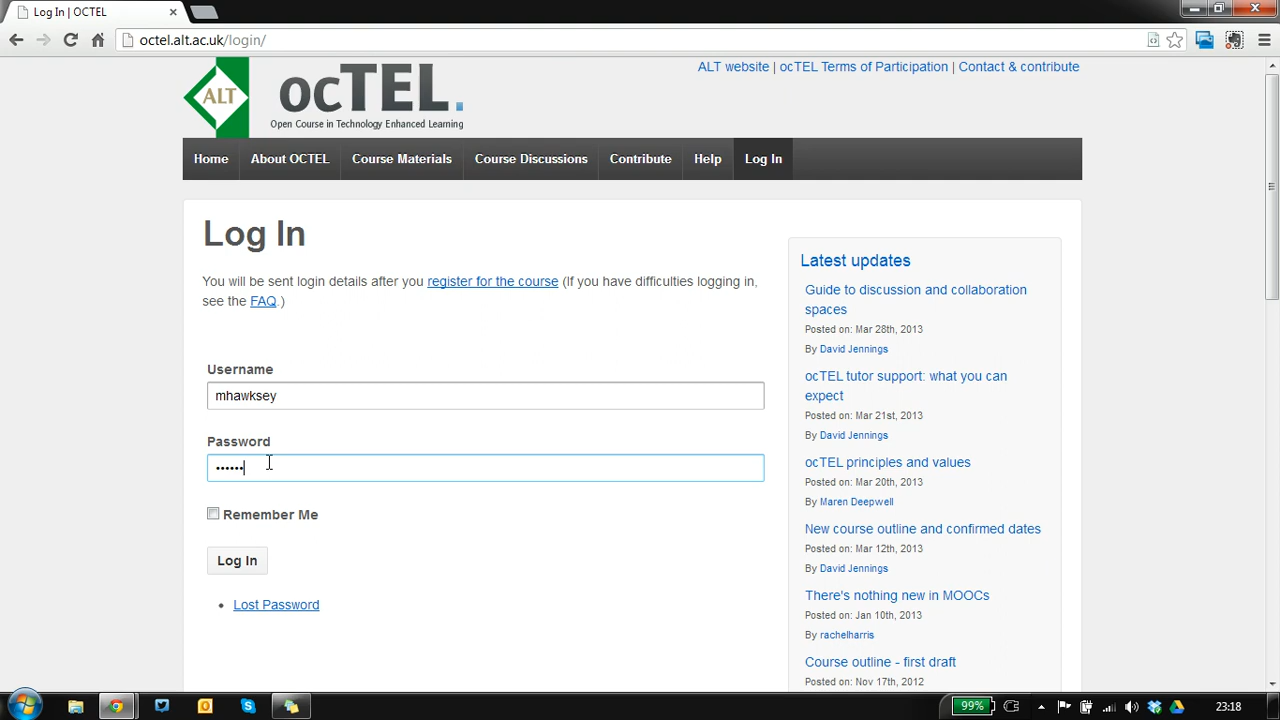 Log In | OCTEL
octel.alt.ac.uk/login/
ALT website | ocTEL Terms of Participation | Contact & contribute
ALT
ocTEL.
Open Course in Technology Enhanced Learning
Home About OCTEL Course Materials Course Discussions Contribute Help Log In
Log In
You will be sent login details after you register for the course (If you have difficulties logging in,
see the FAQ.)
Username
mhawksey
Password
••••••
Remember Me
Log In
• Lost Password
Latest updates
Guide to discussion and collaboration
spaces
Posted on: Mar 28th, 2013
By David Jennings
ocTEL tutor support: what you can
expect
Posted on: Mar 21st, 2013
By David Jennings
ocTEL principles and values
Posted on: Mar 20th, 2013
By Maren Deepwell
New course outline and confirmed dates
Posted on: Mar 12th, 2013
By David Jennings
There's nothing new in MOOCs
Posted on: Jan 10th, 2013
By rachelharris
Course outline - first draft
Posted on: Nov 17th, 2012
99%
23:18